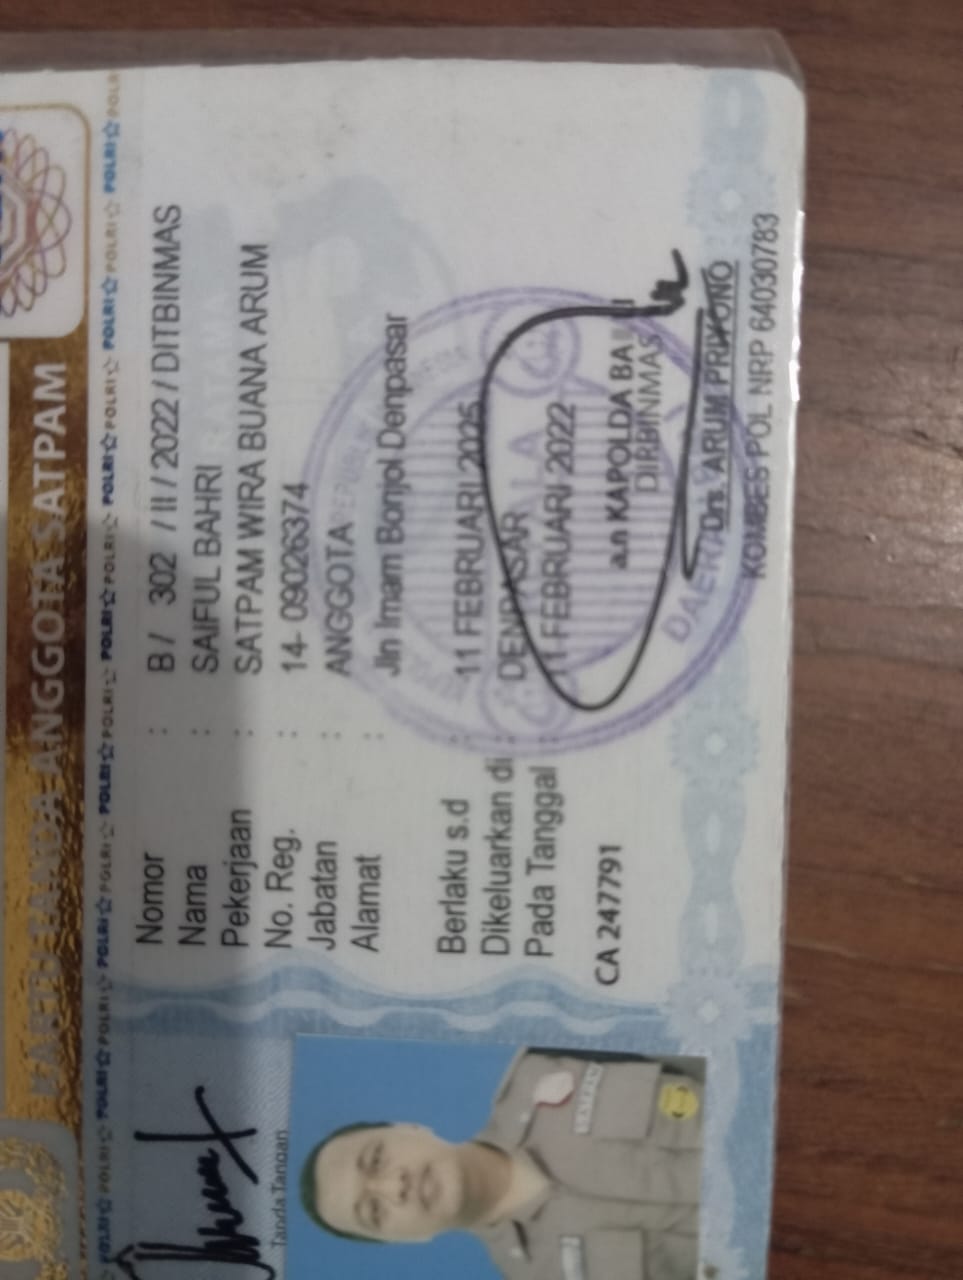 KARTU TANDA ANGGOTA SATPAM
POLRI POLRI POLRI POLRI POLRI POLRI POLRI POLRI POLRI POLRI POLRI POLRI POLRI POLRI POLRI
Tanda Tangan
Nomor : B / 302 / II / 2022 / DITBINMAS
Nama : SAIFUL BAHRI
Pekerjaan : SATPAM WIRA BUANA ARUM
No. Reg. : 14- 09026374
Jabatan : ANGGOTA
Alamat : Jln Imam Bonjol Denpasar
Berlaku s.d 11 FEBRUARI 2025
Dikeluarkan di : DENPASAR
Pada Tanggal : 11 FEBRUARI 2022
SATPAM
CA 247791
a.n KAPOLDA BALI
DIRBINMAS
Drs. ARUM PRIYONO
KOMBES POL NRP 64030783